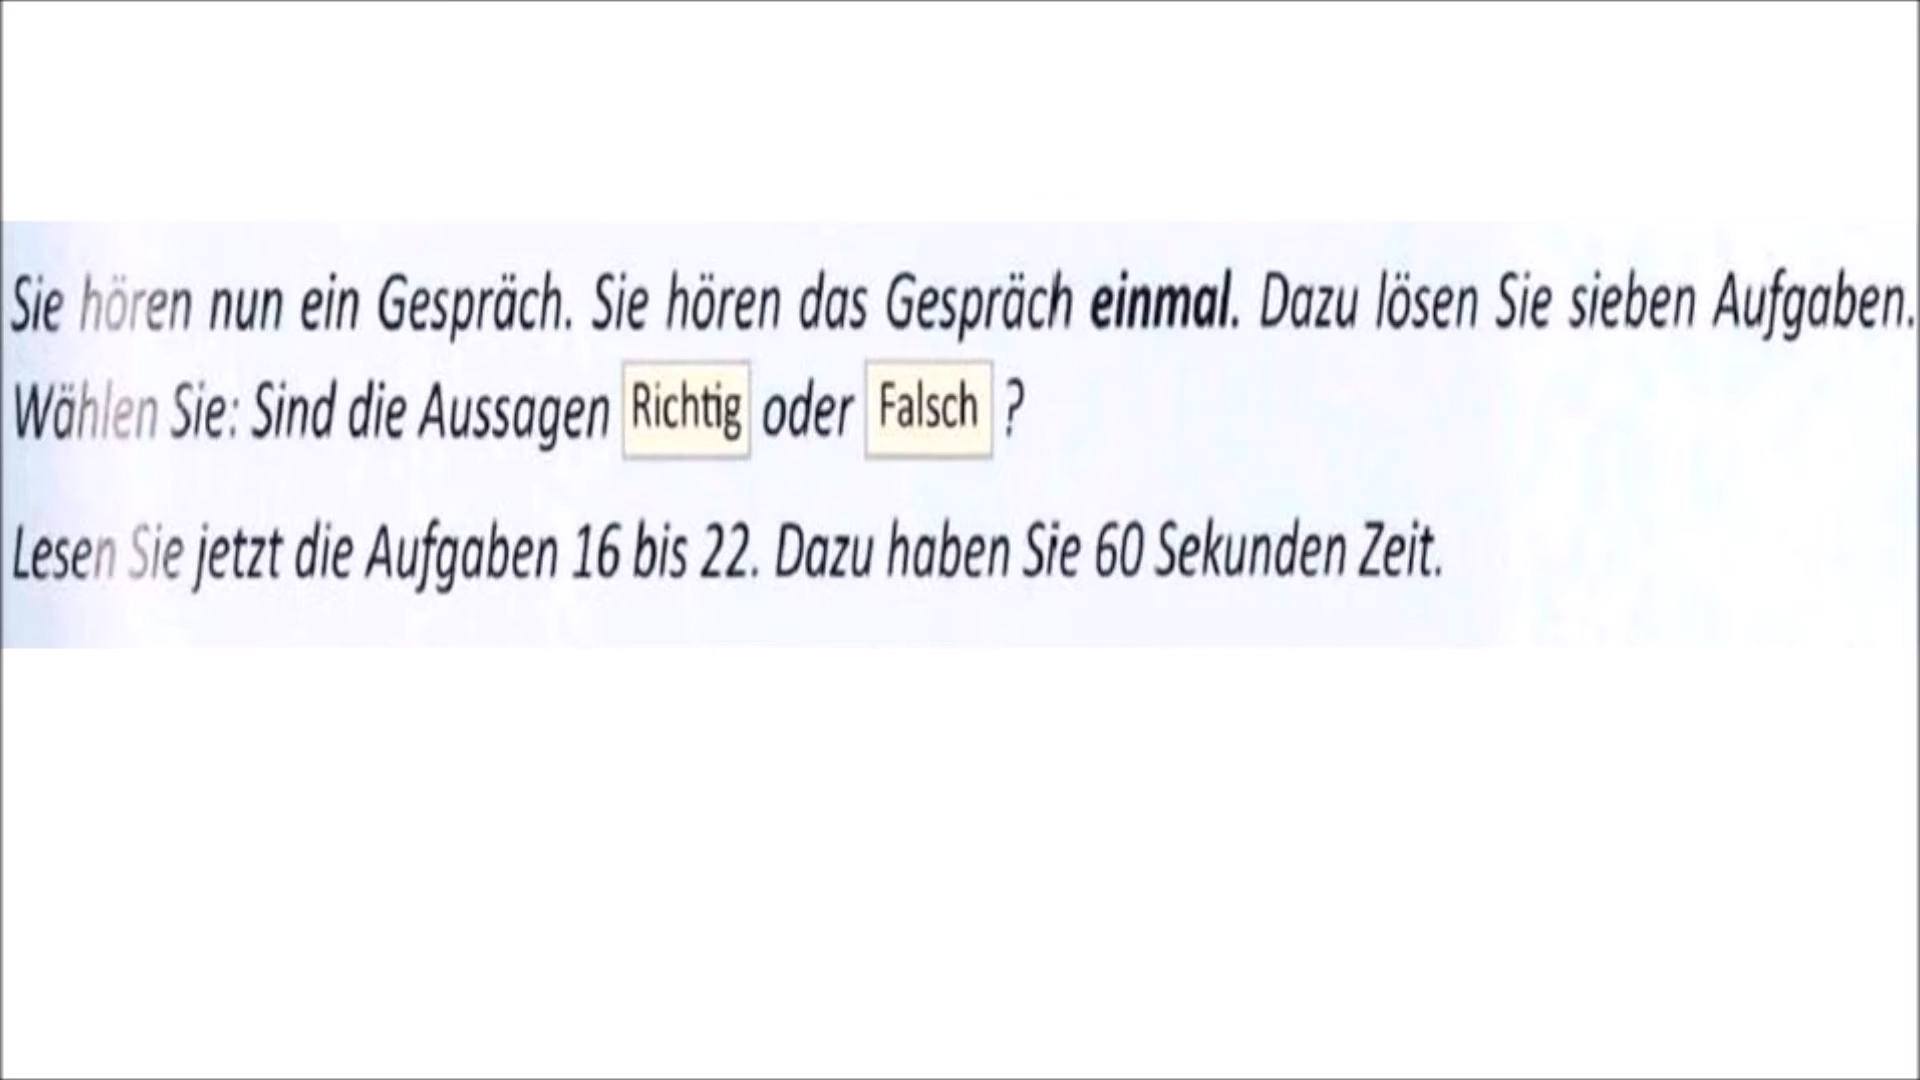 Sie hören nun ein Gespräch. Sie hören das Gespräch einmal. Dazu lösen Sie sieben Aufgaben.
Wählen Sie: Sind die Aussagen Richtig oder Falsch ?
Lesen Sie jetzt die Aufgaben 16 bis 22. Dazu haben Sie 60 Sekunden Zeit.